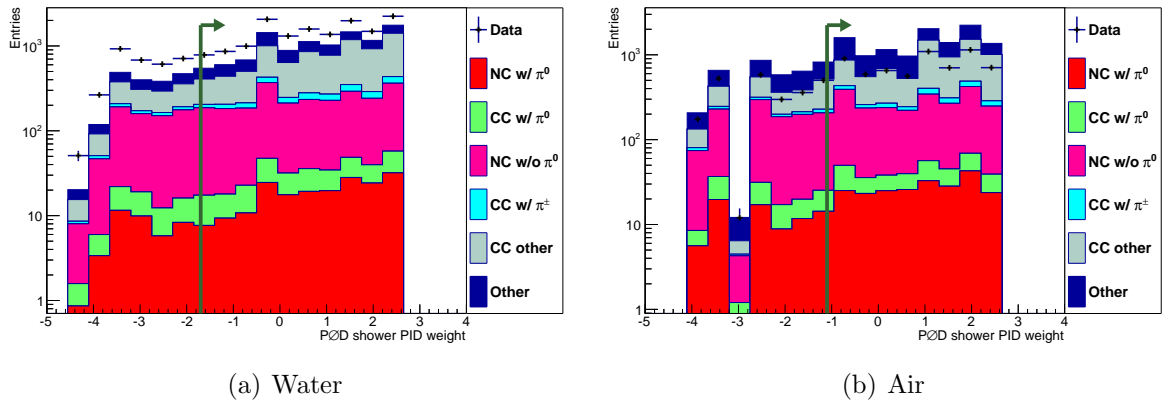 Entries
10³
10²
10
1
-5 -4 -3 -2 -1 0 1 2 3 4
PØD shower PID weight
Data
NC w/ π⁰
CC w/ π⁰
NC w/o π⁰
CC w/ π±
CC other
Other
(a) Water
Entries
10³
10²
10
1
-5 -4 -3 -2 -1 0 1 2 3 4
PØD shower PID weight
Data
NC w/ π⁰
CC w/ π⁰
NC w/o π⁰
CC w/ π±
CC other
Other
(b) Air